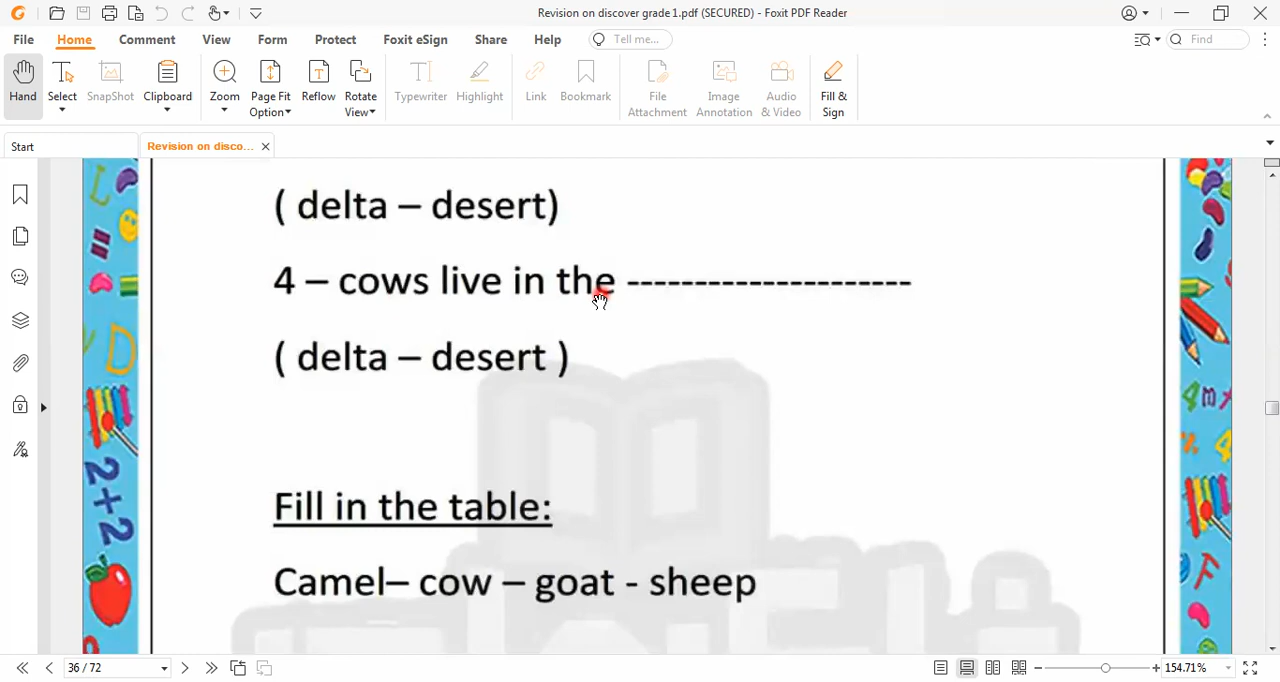 Revision on discover grade1.pdf (SECURED) - Foxit PDF Reader
File Home Comment View Form Protect Foxit eSign Share Help Tell me... Find
Hand Select SnapShot Clipboard Zoom Page Fit Option Reflow Rotate View Typewriter Highlight Link Bookmark File Attachment Image Annotation Audio & Video Fill & Sign
Start Revision on disco...
( delta – desert)
4 – cows live in the ---------------------
( delta – desert )
Fill in the table:
Camel– cow – goat - sheep
36 / 72 154.71%